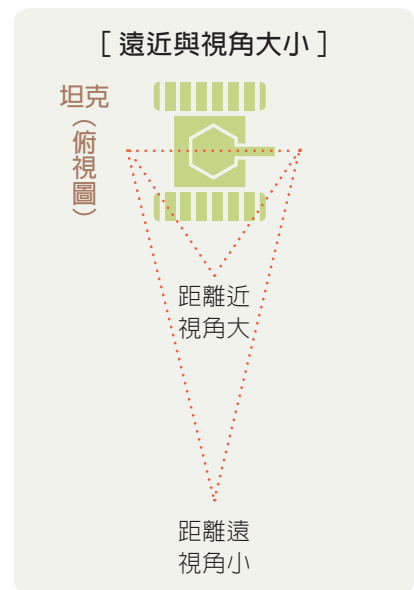 ［遠近與視角大小］
坦克
（俯視圖）
距離近
視角大
距離遠
視角小